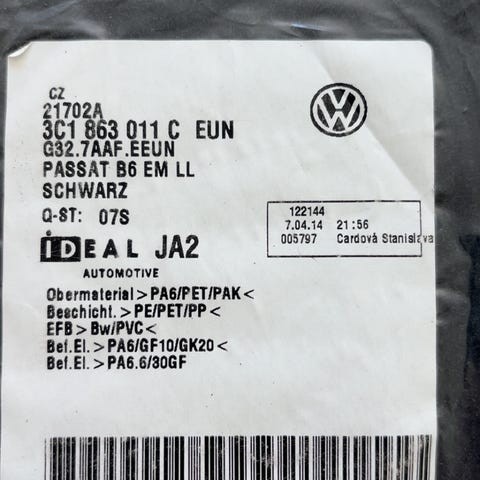 CZ
21702A
3C1 863 011 C EUN
G32.7AAF.EEUN
PASSAT B6 EM LL
SCHWARZ
Q-ST: 07S
IDEAL JA2
AUTOMOTIVE
122144
7.04.14 21:56
005797 Cardovà Stanislava
Obermaterial > PA6/PET/PAK <
Beschicht. > PE/PET/PP <
EFB > Bw/PVC <
Bef.El. > PA6/GF10/GK20 <
Bef.El. > PA6.6/30GF